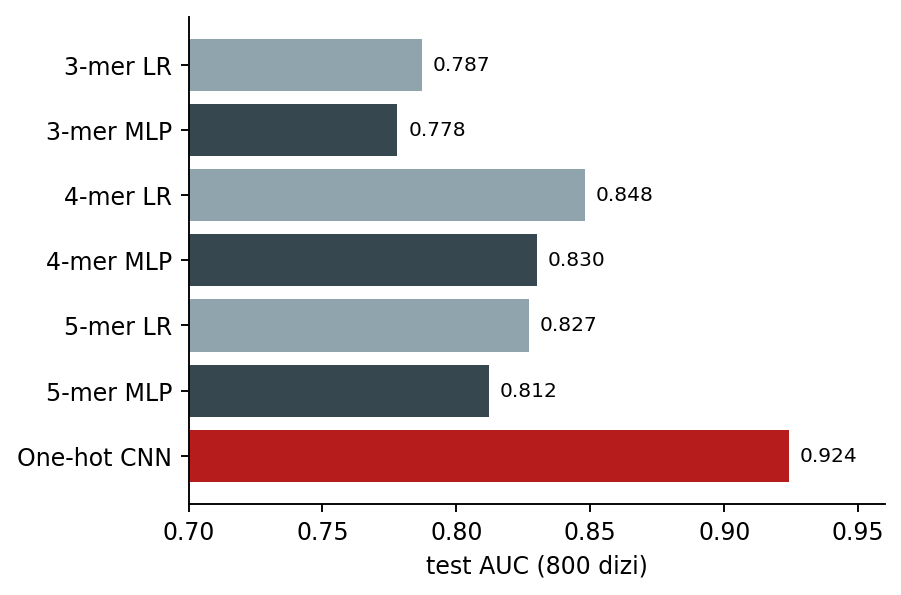 3-mer LR 0.787
3-mer MLP 0.778
4-mer LR 0.848
4-mer MLP 0.830
5-mer LR 0.827
5-mer MLP 0.812
One-hot CNN 0.924
0.70 0.75 0.80 0.85 0.90 0.95
test AUC (800 dizi)